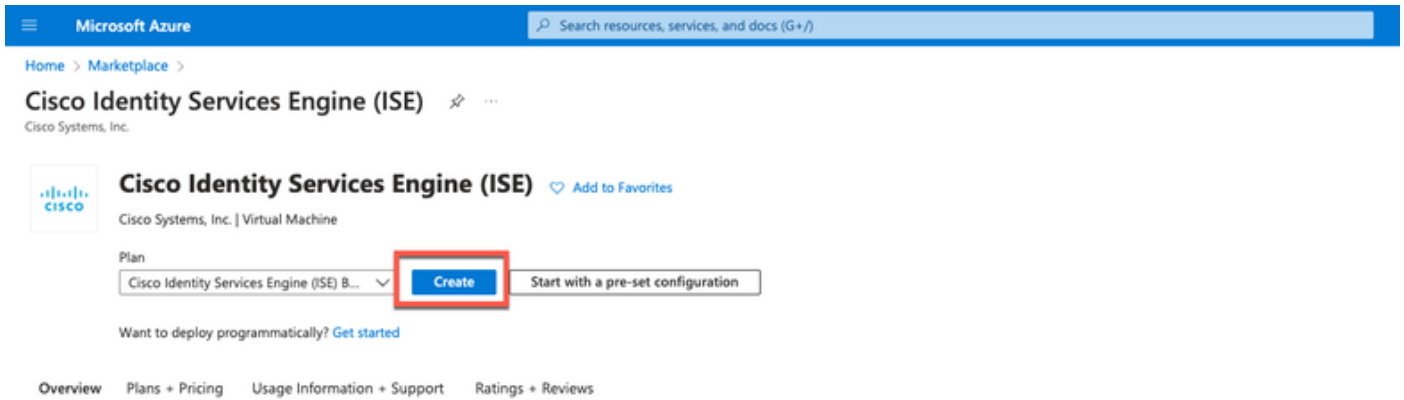 Microsoft Azure
Search resources, services, and docs (G+/)
Home > Marketplace >
Cisco Identity Services Engine (ISE)
Cisco Systems, Inc.
CISCO
Cisco Identity Services Engine (ISE) Add to Favorites
Cisco Systems, Inc. | Virtual Machine
Plan
Cisco Identity Services Engine (ISE) B... Create Start with a pre-set configuration
Want to deploy programmatically? Get started
Overview Plans + Pricing Usage Information + Support Ratings + Reviews